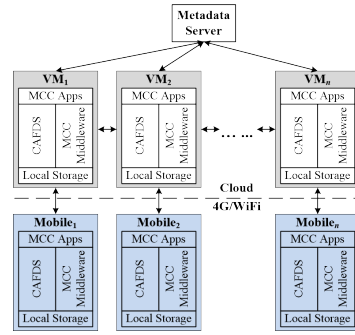 Metadata
Server
VM1
VM2
VMn
MCC Apps
MCC Apps
MCC Apps
CAFDS
MCC
Middleware
CAFDS
MCC
Middleware
... ...
CAFDS
MCC
Middleware
Local Storage
Local Storage
Local Storage
Cloud
4G/WiFi
Mobile1
Mobile2
Mobilen
MCC Apps
MCC Apps
MCC Apps
CAFDS
MCC
Middleware
CAFDS
MCC
Middleware
CAFDS
MCC
Middleware
Local Storage
Local Storage
Local Storage